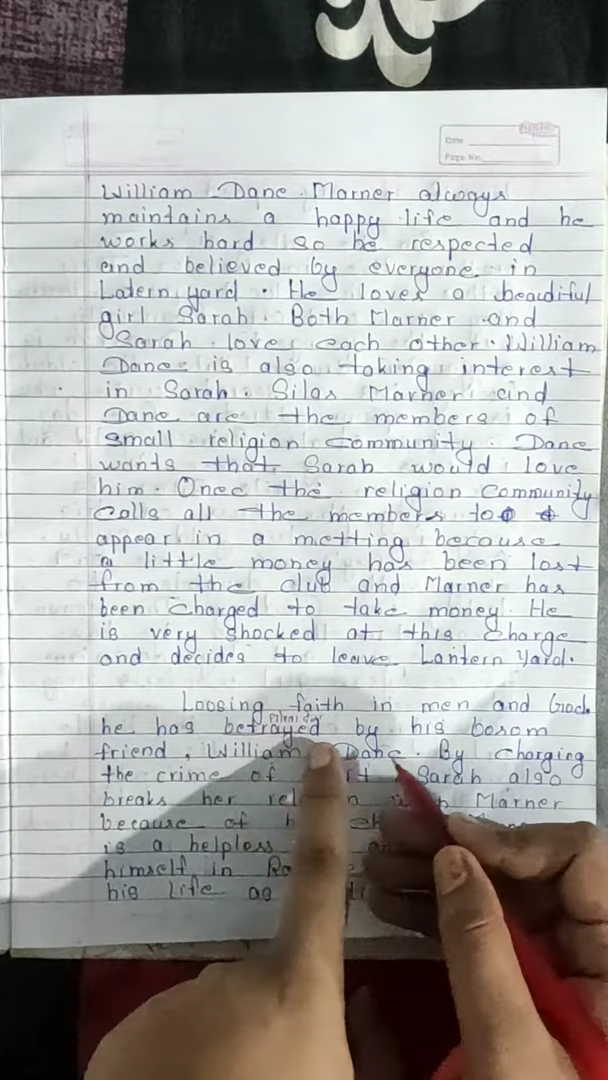 Date
Page No.
William Dane. Marner always
maintains a happy life and he
works hard so he respected
and believed by everyone in
Latern yard. He loves a beautiful
girl Sarah. Both Marner and
Sarah love each other. William
Dane is also taking interest
in Sarah. Silas Marner and
Dane are the members of
small religion community. Dane
wants that Sarah would love
him. Once the religion community
calls all the members to
appear in a metting because
a little money has been lost
from the club and Marner has
been charged to take money. He
is very shocked at this charge
and decides to leave Lantern yard.
Loosing faith in men and God.
he has betrayed by his bosom
friend, William Dane. By charging
the crime of Sarah also
breaks her Marner
because of
is a helpless
himself in
his life as